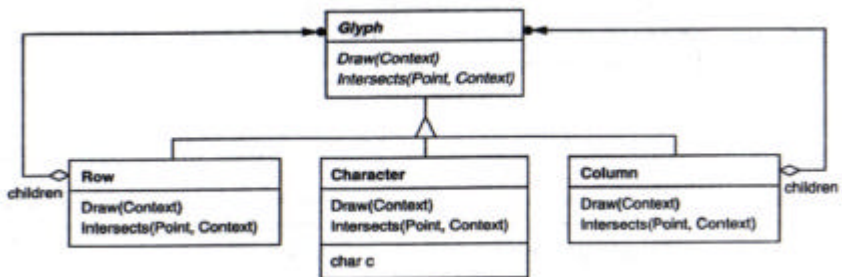 Glyph
Draw(Context)
Intersects(Point, Context)
children
Row
Draw(Context)
Intersects(Point, Context)
Character
Draw(Context)
Intersects(Point, Context)
char c
Column
Draw(Context)
Intersects(Point, Context)
children